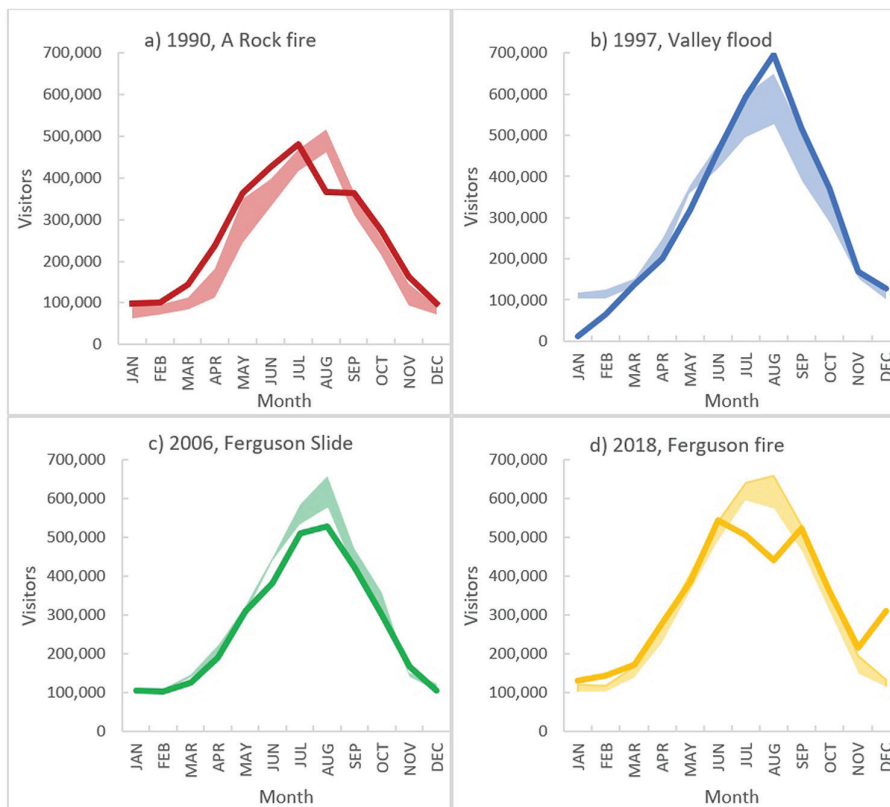 a) 1990, A Rock fire
700,000
600,000
500,000
400,000
300,000
200,000
100,000
0
Visitors
JAN
FEB
MAR
APR
MAY
JUN
JUL
AUG
SEP
OCT
NOV
DEC
Month
b) 1997, Valley flood
700,000
600,000
500,000
400,000
300,000
200,000
100,000
0
Visitors
JAN
FEB
MAR
APR
MAY
JUN
JUL
AUG
SEP
OCT
NOV
DEC
Month
c) 2006, Ferguson Slide
700,000
600,000
500,000
400,000
300,000
200,000
100,000
0
Visitors
JAN
FEB
MAR
APR
MAY
JUN
JUL
AUG
SEP
OCT
NOV
DEC
Month
d) 2018, Ferguson fire
700,000
600,000
500,000
400,000
300,000
200,000
100,000
0
Visitors
JAN
FEB
MAR
APR
MAY
JUN
JUL
AUG
SEP
OCT
NOV
DEC
Month